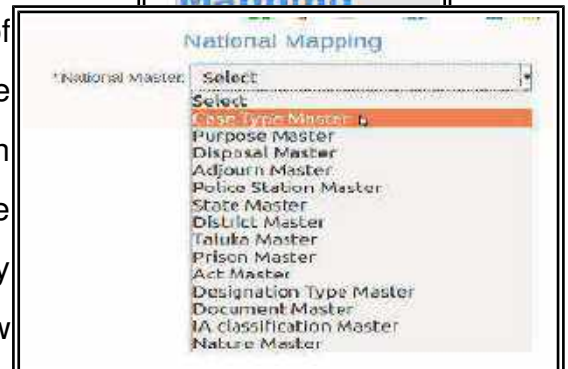 Mapping
of
National Mapping
*National Master: Select
e
Select
Case Type Master
n
Purpose Master
Disposal Master
Adjourn Master
Police Station Master
e
State Master
District Master
Taluka Master
y
Prison Master
Act Master
Designation Type Master
w
Document Master
IA classification Master
Nature Master